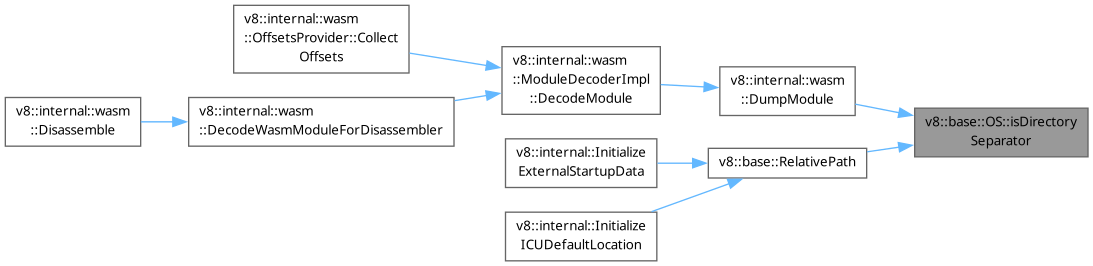 v8::internal::wasm
::OffsetsProvider::Collect
Offsets
v8::internal::wasm
::Disassemble
v8::internal::wasm
::DecodeWasmModuleForDisassembler
v8::internal::wasm
::ModuleDecoderImpl
::DecodeModule
v8::internal::Initialize
ExternalStartupData
v8::internal::Initialize
ICUDefaultLocation
v8::internal::wasm
::DumpModule
v8::base::RelativePath
v8::base::OS::isDirectory
Separator